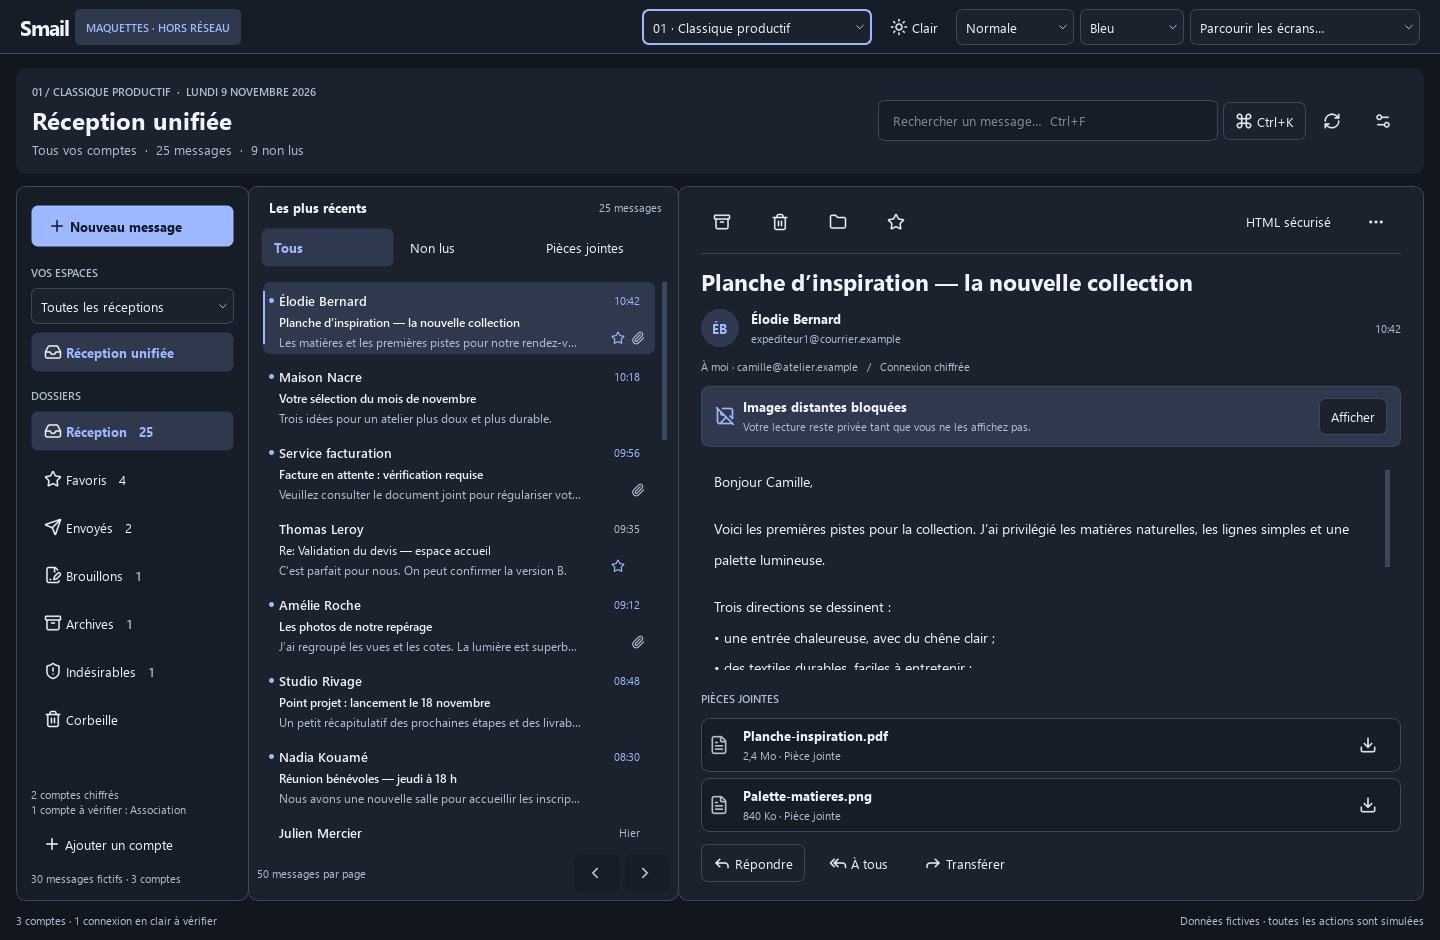 Smail
MAQUETTES · HORS RÉSEAU
01 · Classique productif
Clair
Normale
Bleu
Parcourir les écrans...
01 / CLASSIQUE PRODUCTIF · LUNDI 9 NOVEMBRE 2026
Réception unifiée
Tous vos comptes · 25 messages · 9 non lus
Rechercher un message... Ctrl+F
Ctrl+K
Nouveau message
VOS ESPACES
Toutes les réceptions
Réception unifiée
DOSSIERS
Réception 25
Favoris 4
Envoyés 2
Brouillons 1
Archives 1
Indésirables 1
Corbeille
2 comptes chiffrés
1 compte à vérifier : Association
Ajouter un compte
30 messages fictifs · 3 comptes
Les plus récents
25 messages
Tous
Non lus
Pièces jointes
Élodie Bernard
10:42
Planche d’inspiration — la nouvelle collection
Les matières et les premières pistes pour notre rendez-v...
Maison Nacre
10:18
Votre sélection du mois de novembre
Trois idées pour un atelier plus doux et plus durable.
Service facturation
09:56
Facture en attente : vérification requise
Veuillez consulter le document joint pour régulariser vot...
Thomas Leroy
09:35
Re: Validation du devis — espace accueil
C’est parfait pour nous. On peut confirmer la version B.
Amélie Roche
09:12
Les photos de notre repérage
J’ai regroupé les vues et les cotes. La lumière est superb...
Studio Rivage
08:48
Point projet : lancement le 18 novembre
Un petit récapitulatif des prochaines étapes et des livrab...
Nadia Kouamé
08:30
Réunion bénévoles — jeudi à 18 h
Nous avons une nouvelle salle pour accueillir les inscrip...
Julien Mercier
Hier
50 messages par page
HTML sécurisé
Planche d’inspiration — la nouvelle collection
ÉB
Élodie Bernard
expediteur1@courrier.example
10:42
À moi · camille@atelier.example / Connexion chiffrée
Images distantes bloquées
Votre lecture reste privée tant que vous ne les affichez pas.
Afficher
Bonjour Camille,
Voici les premières pistes pour la collection. J’ai privilégié les matières naturelles, les lignes simples et une
palette lumineuse.
Trois directions se dessinent :
• une entrée chaleureuse, avec du chêne clair ;
• des textiles durables, faciles à entretenir ;
PIÈCES JOINTES
Planche-inspiration.pdf
2,4 Mo · Pièce jointe
Palette-matieres.png
840 Ko · Pièce jointe
Répondre
À tous
Transférer
3 comptes · 1 connexion en clair à vérifier
Données fictives · toutes les actions sont simulées